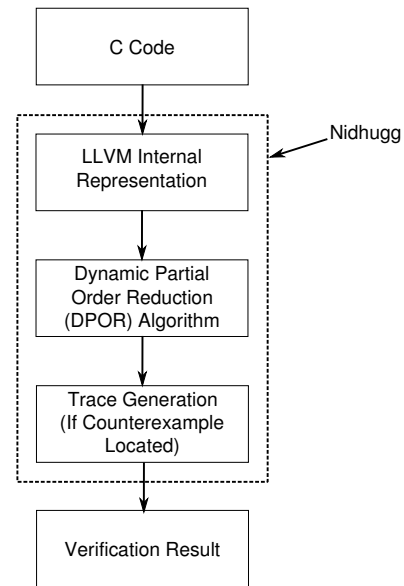 C Code
Nidhugg
LLVM Internal
Representation
Dynamic Partial
Order Reduction
(DPOR) Algorithm
Trace Generation
(If Counterexample
Located)
Verification Result